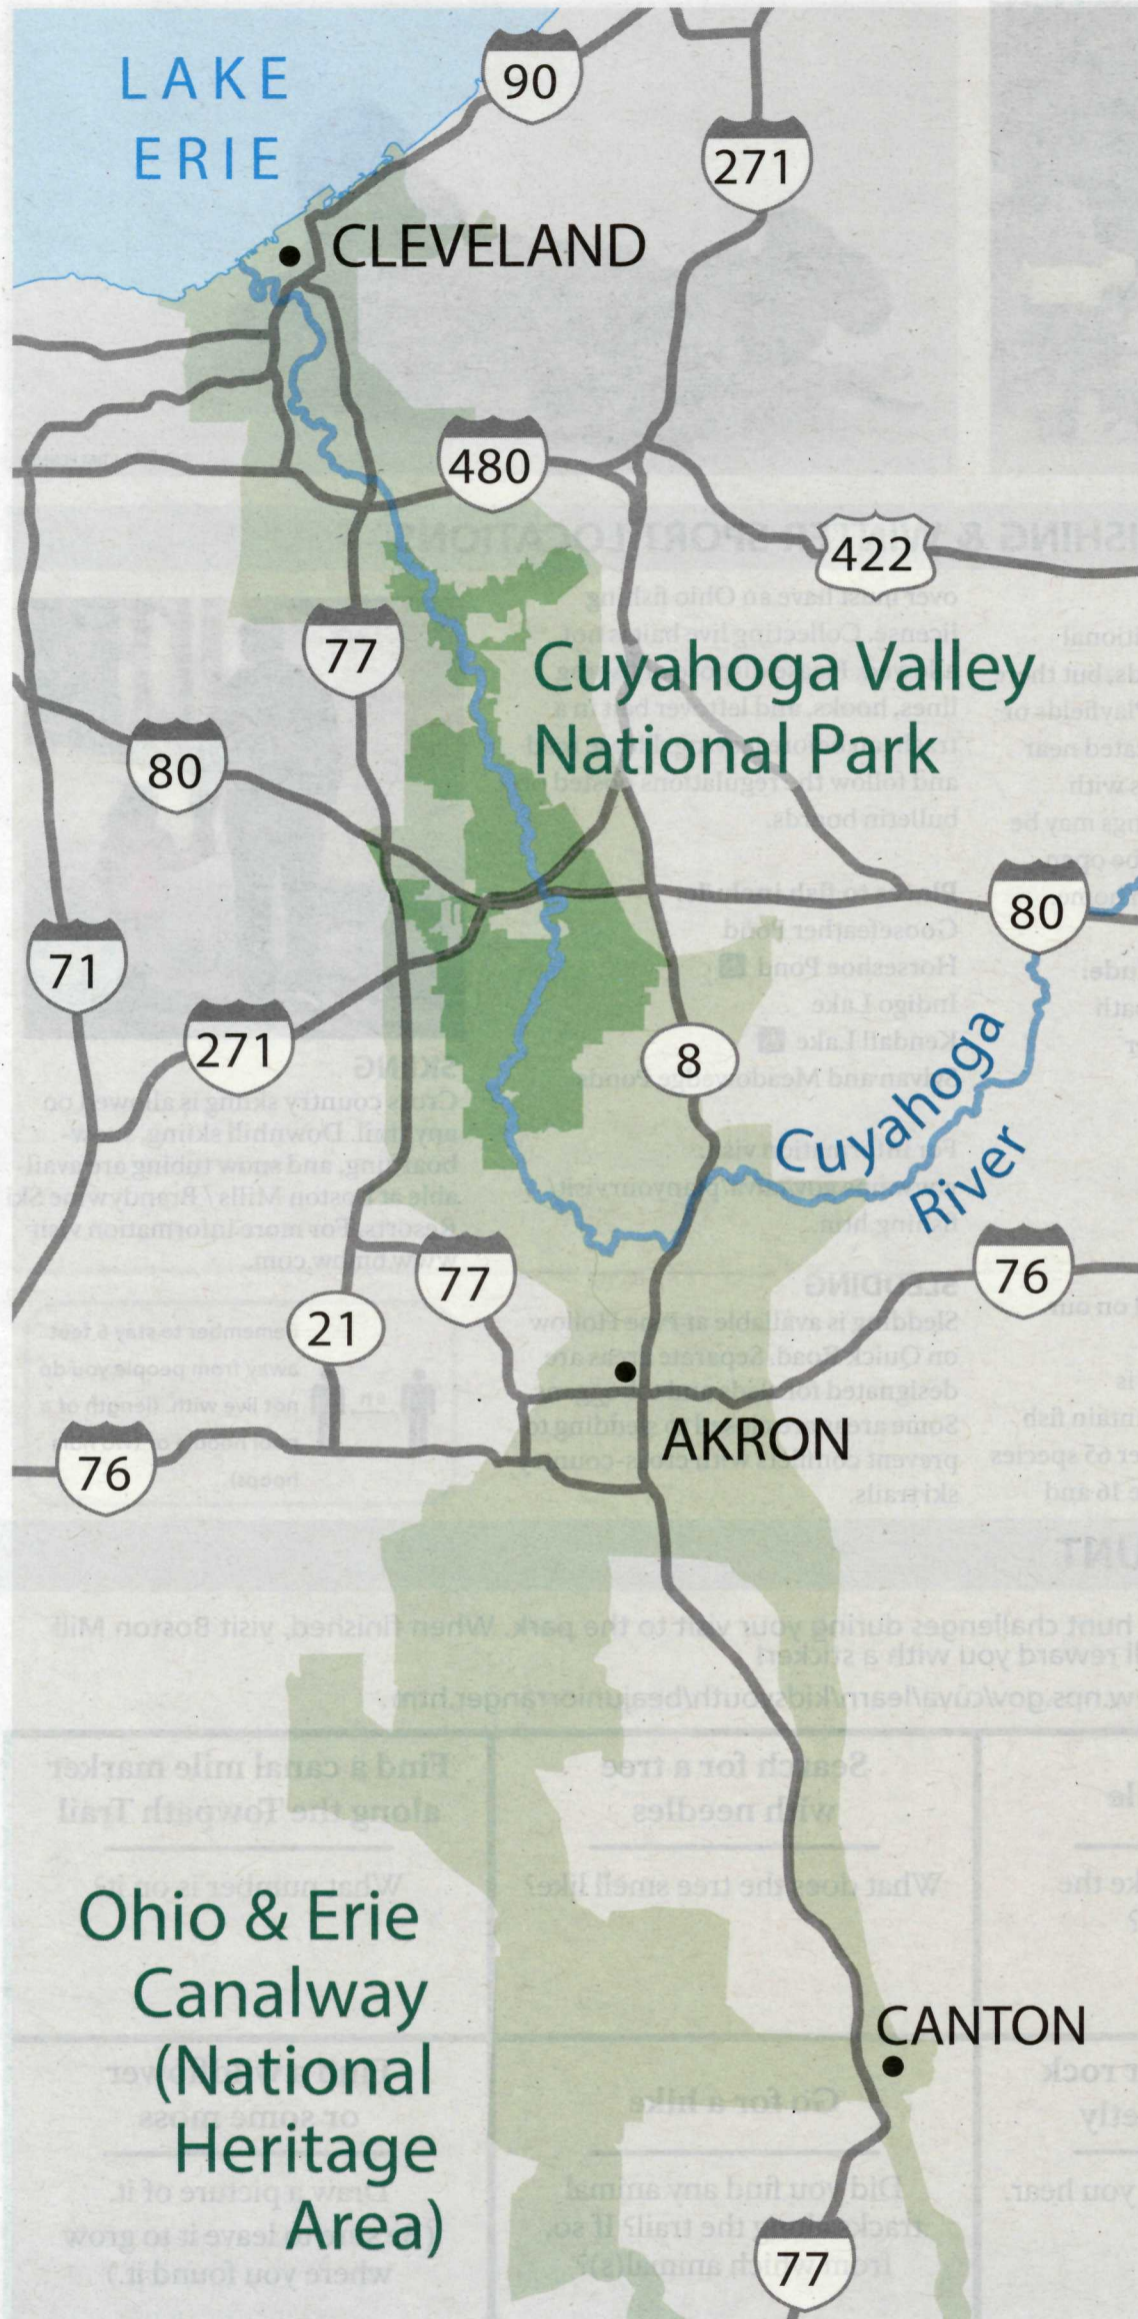 LAKE
ERIE
90
271
CLEVELAND
480
422
77
Cuyahoga Valley
National Park
80
80
71
271
8
Cuyahoga
River
77
76
21
AKRON
76
Ohio & Erie
Canalway
(National
Heritage
Area)
CANTON
77